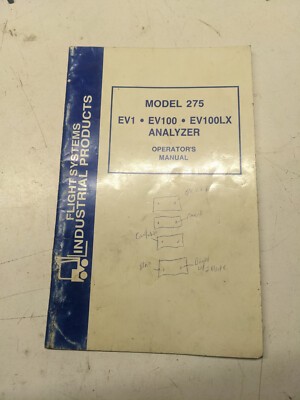 FLIGHT SYSTEMS
INDUSTRIAL PRODUCTS
MODEL 275
EV1 • EV100 • EV100LX
ANALYZER
OPERATOR'S
MANUAL